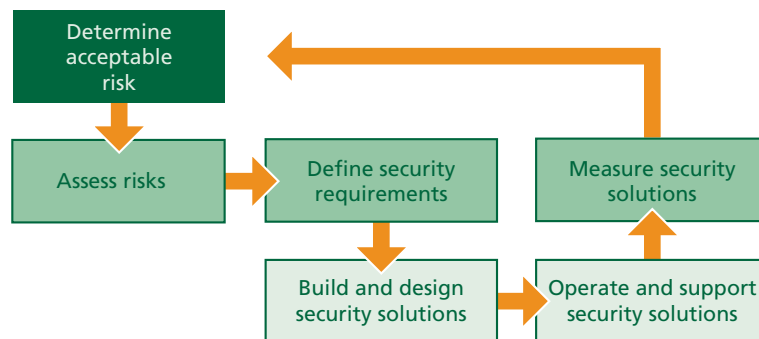 Determine
acceptable
risk
Assess risks
Define security
requirements
Measure security
solutions
Build and design
security solutions
Operate and support
security solutions